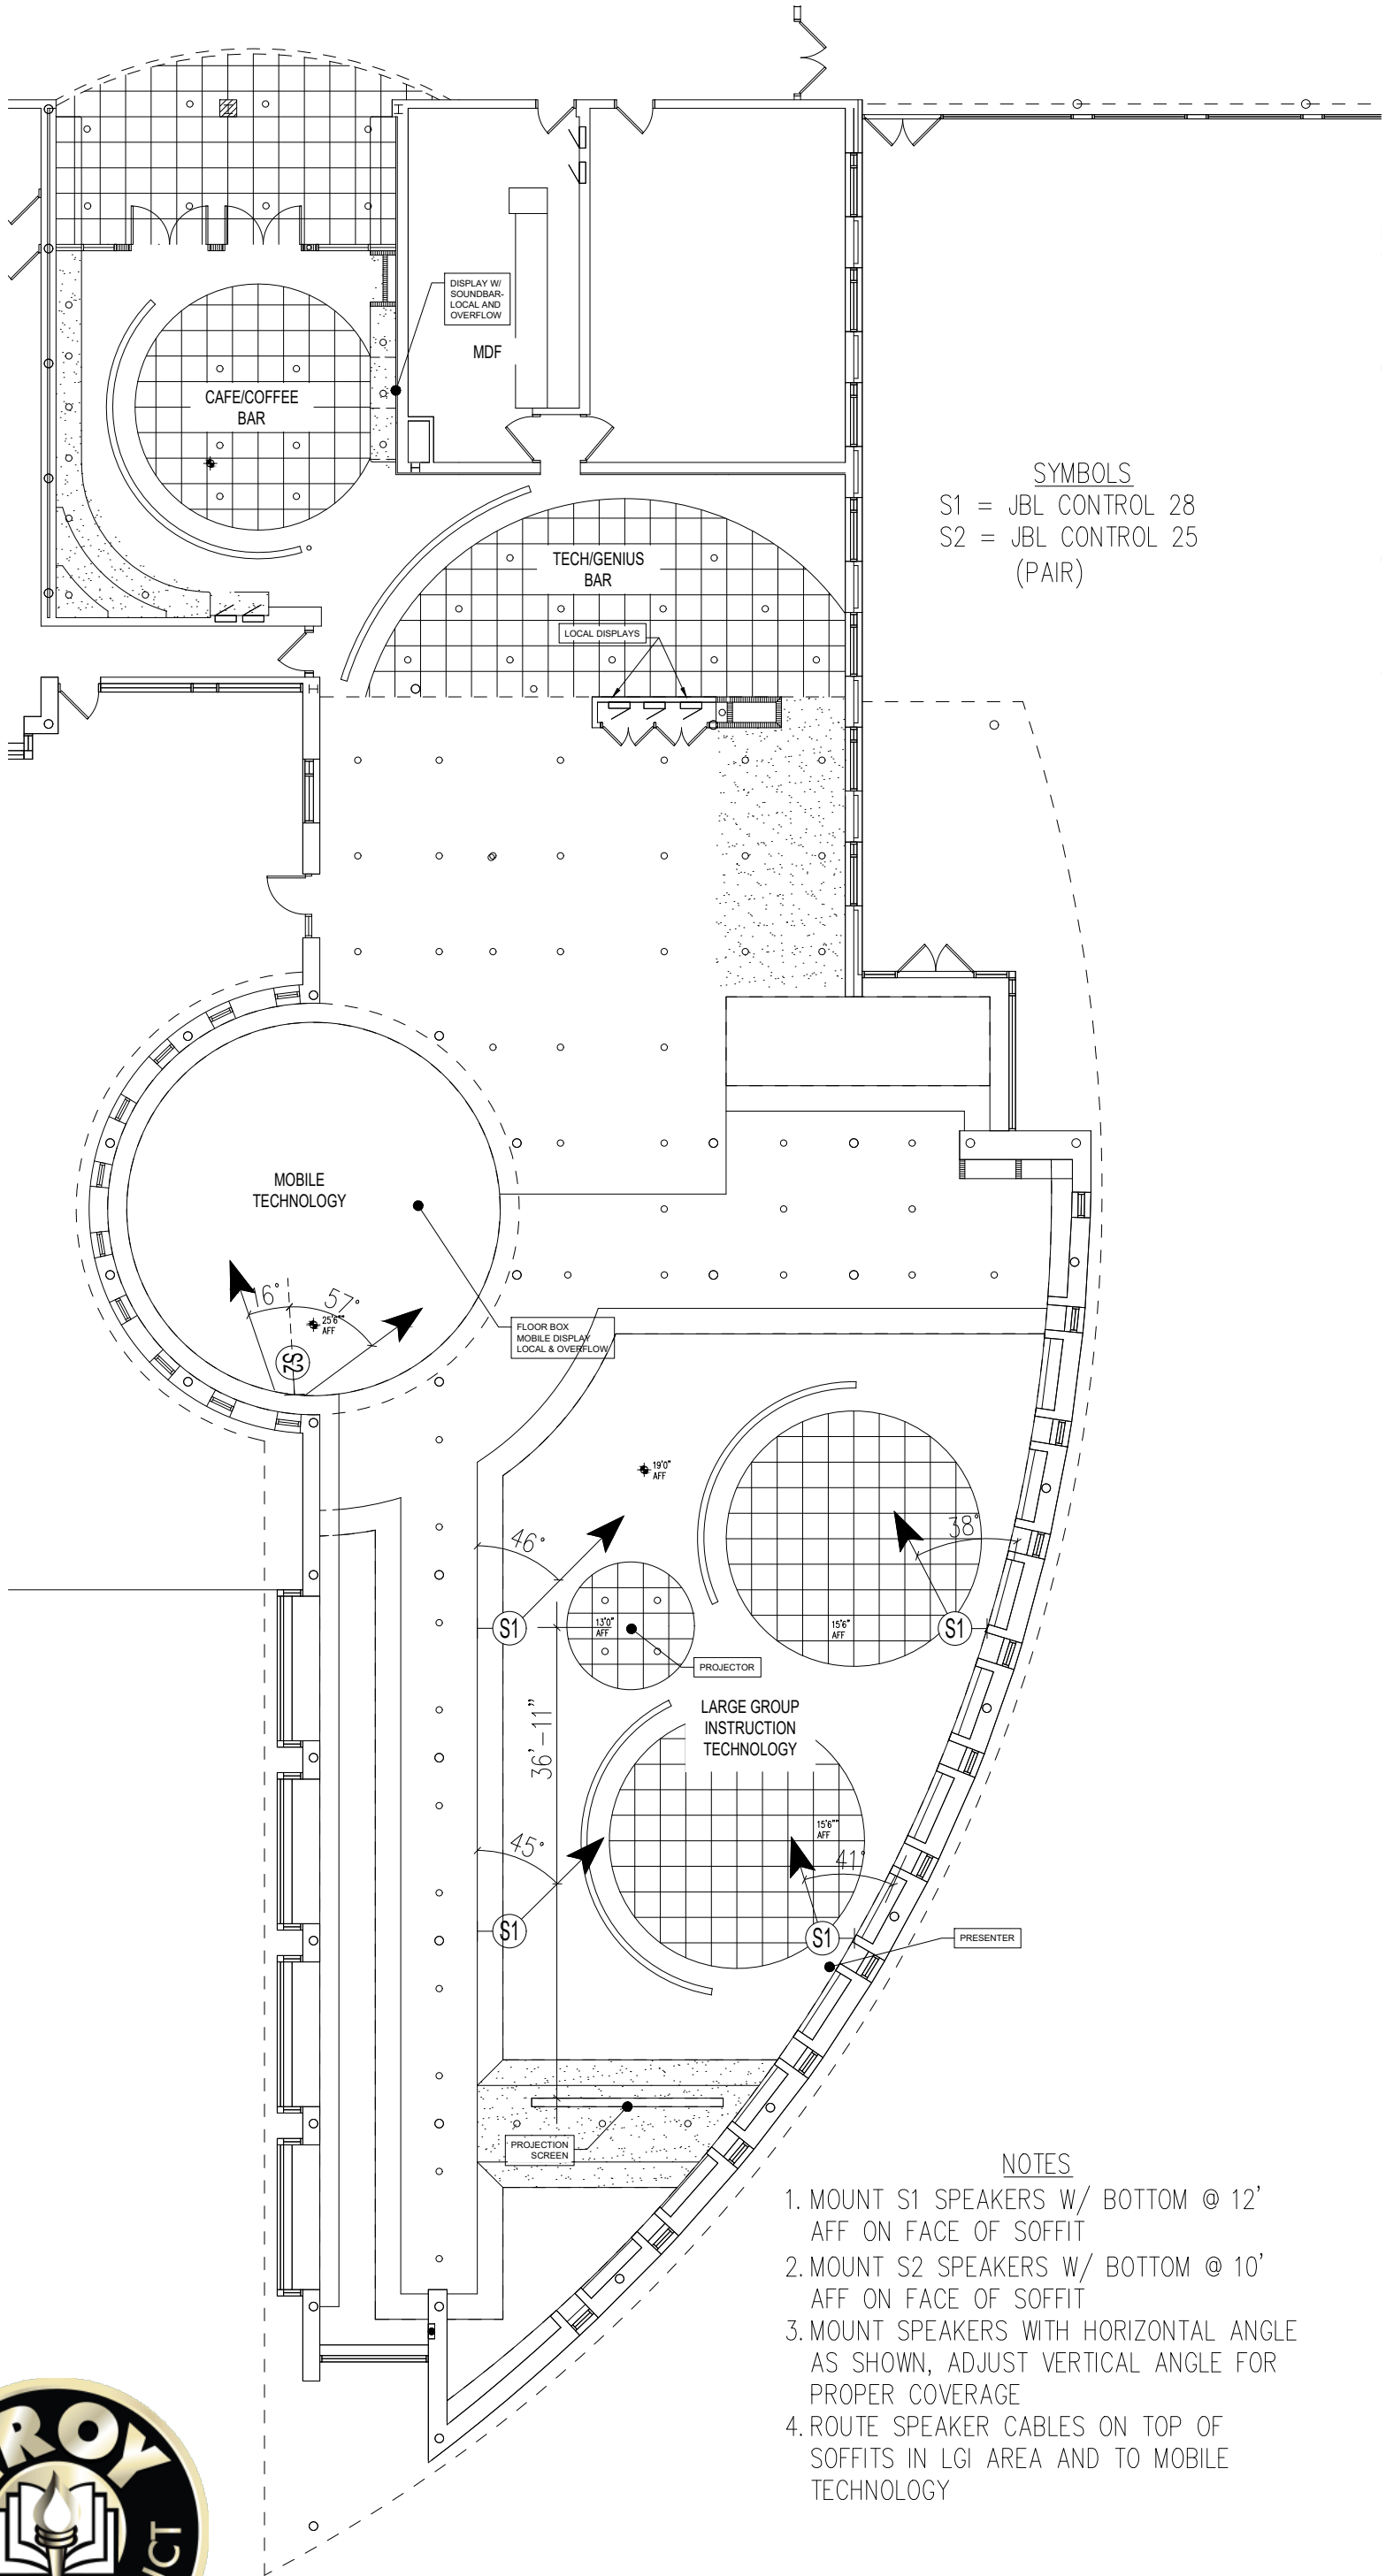 DISPLAY W/
SOUNDBAR-
LOCAL AND
OVERFLOW
MDF
CAFE/COFFEE
BAR
SYMBOLS
S1 = JBL CONTROL 28
S2 = JBL CONTROL 25
(PAIR)
TECH/GENIUS
BAR
LOCAL DISPLAYS
MOBILE
TECHNOLOGY
16°
57°
25'6""
AFF
S2
FLOOR BOX
MOBILE DISPLAY
LOCAL & OVERFLOW
19'0"
AFF
46°
38°
S1
13'0"
AFF
15'6"
AFF
S1
PROJECTOR
LARGE GROUP
INSTRUCTION
TECHNOLOGY
36'-11"
15'6""
AFF
45°
41°
S1
S1
PRESENTER
PROJECTION
SCREEN
NOTES
1. MOUNT S1 SPEAKERS W/ BOTTOM @ 12'
AFF ON FACE OF SOFFIT
2. MOUNT S2 SPEAKERS W/ BOTTOM @ 10'
AFF ON FACE OF SOFFIT
3. MOUNT SPEAKERS WITH HORIZONTAL ANGLE
AS SHOWN, ADJUST VERTICAL ANGLE FOR
PROPER COVERAGE
4. ROUTE SPEAKER CABLES ON TOP OF
SOFFITS IN LGI AREA AND TO MOBILE
TECHNOLOGY
ROY
ICT